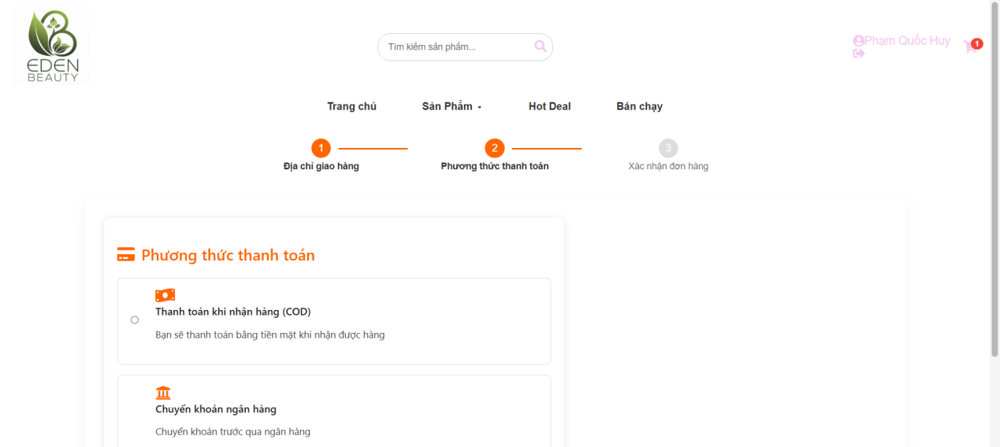 EDEN
BEAUTY
Tìm kiếm sản phẩm...
Phạm Quốc Huy
1
Trang chủ
Sản Phẩm
Hot Deal
Bán chạy
1
2
3
Địa chỉ giao hàng
Phương thức thanh toán
Xác nhận đơn hàng
Phương thức thanh toán
Thanh toán khi nhận hàng (COD)
Bạn sẽ thanh toán bằng tiền mặt khi nhận được hàng
Chuyển khoản ngân hàng
Chuyển khoản trước qua ngân hàng